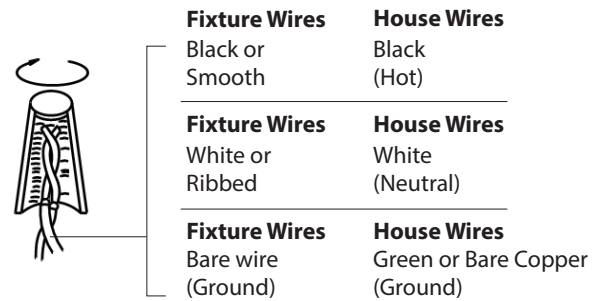 Fixture Wires House Wires
Black or Black
Smooth (Hot)
Fixture Wires House Wires
White or White
Ribbed (Neutral)
Fixture Wires House Wires
Bare wire Green or Bare Copper
(Ground) (Ground)